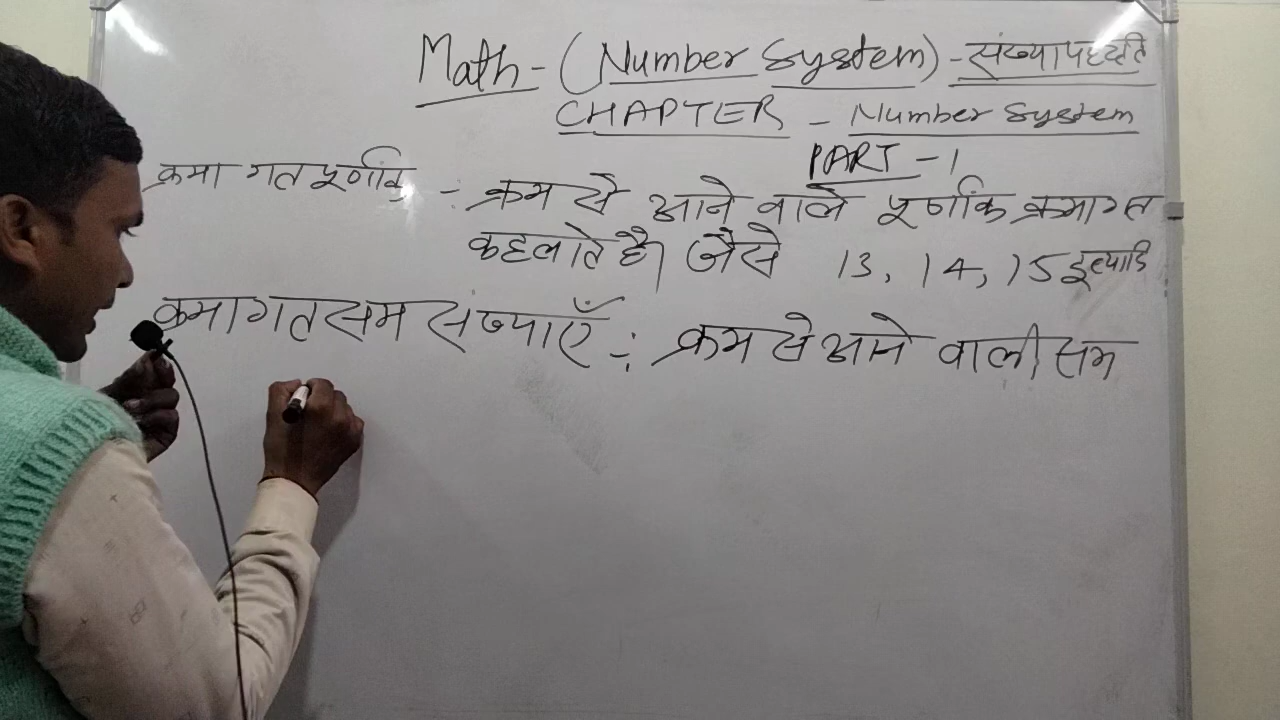 Math - (Number System) - संख्या पद्धति
CHAPTER - Number System
PART - 1
क्रमा गत पूर्णांक :- क्रम से आने वाले पूर्णांक क्रमागत
कहलाते है। जैसे 13, 14, 15 इत्यादि
क्रमागत सम संख्याएँ :- क्रम से आने वाली सम